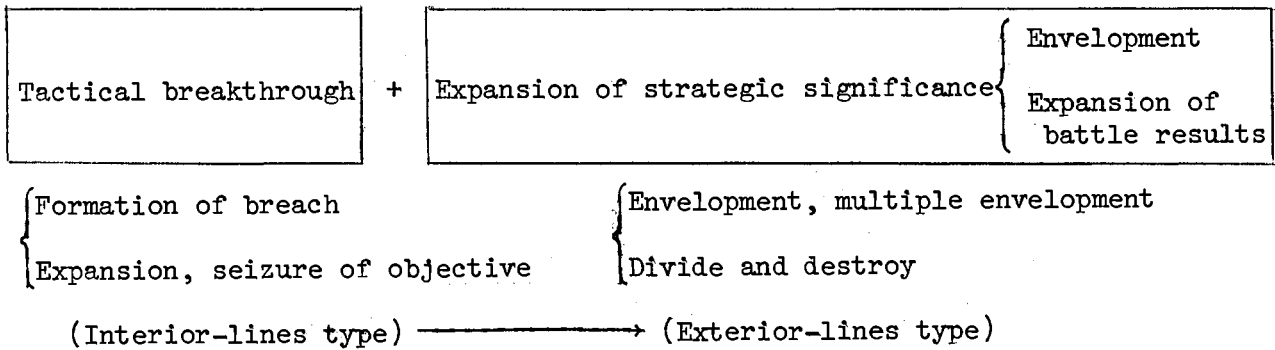 Tactical breakthrough + Expansion of strategic significance
Envelopment
Expansion of
battle results
Formation of breach
Expansion, seizure of objective
Envelopment, multiple envelopment
Divide and destroy
(Interior-lines type) ⟶ (Exterior-lines type)